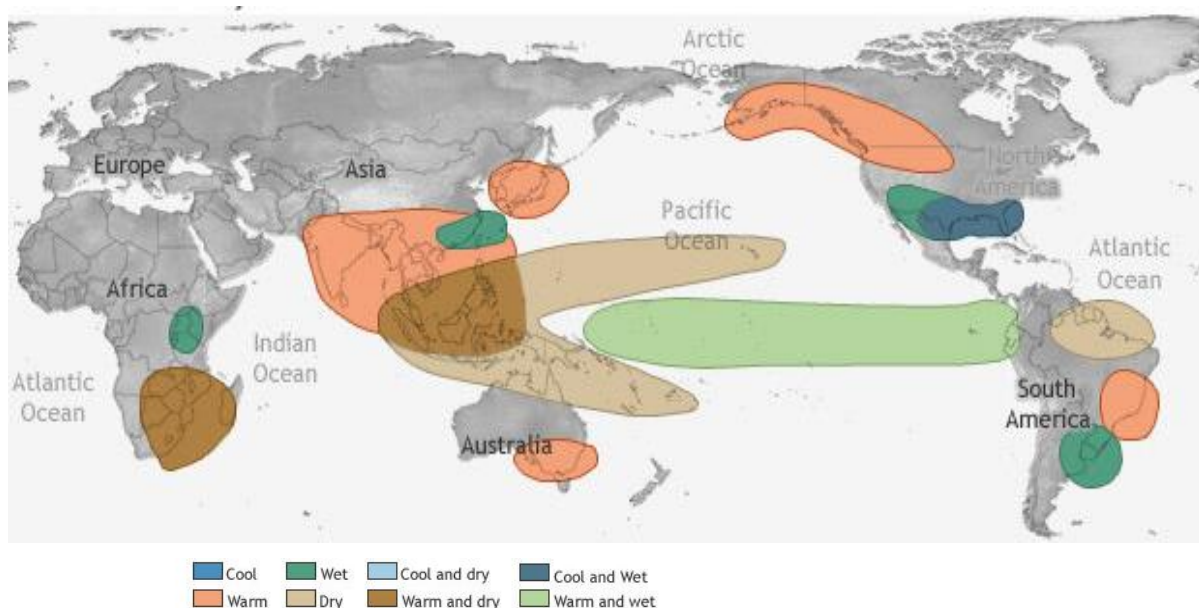 Arctic
Ocean
Europe
Asia
North
America
Pacific
Ocean
Atlantic
Ocean
Africa
Indian
Ocean
Atlantic
Ocean
South
America
Australia
Cool
Wet
Cool and dry
Cool and Wet
Warm
Dry
Warm and dry
Warm and wet